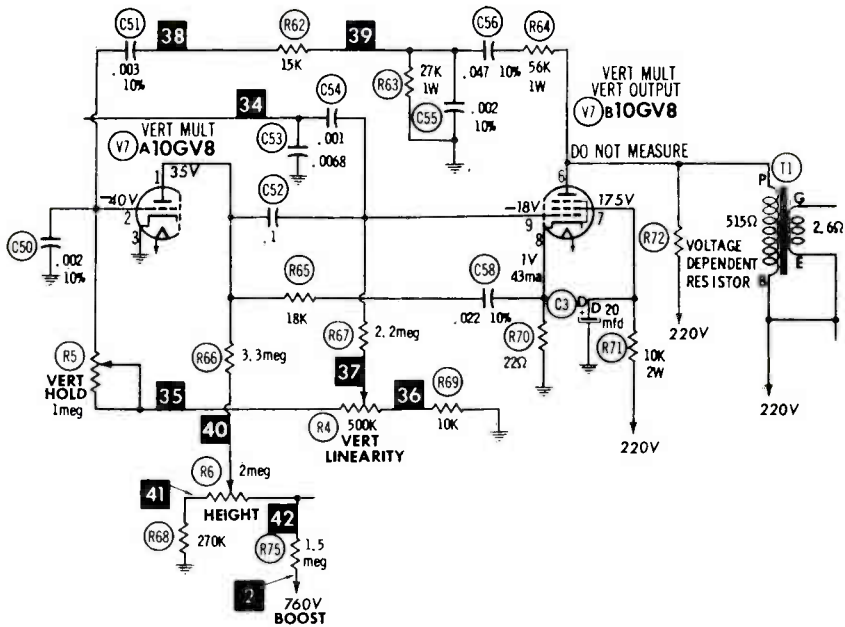 C51
38
R62
39
C56
R64
.003
10%
15K
R63
27K
1W
.047
10%
56K
1W
C55
.002
10%
VERT MULT
VERT OUTPUT
V7
B 10GV8
34
C54
.001
VERT MULT
V7
A 10GV8
C53
.0068
DO NOT MEASURE
T1
1
35V
6
P
G
-40V
2
C52
-18V
9
175V
7
C50
3
.1
8
R72
515Ω
2.6Ω
.002
10%
R65
C58
1V
43ma
VOLTAGE
DEPENDENT
RESISTOR
B
E
C3
D
+
D
20
mfd
18K
.022
10%
R67
2.2meg
R70
22Ω
R71
10K
2W
220V
R5
VERT
HOLD
1meg
R66
3.3meg
37
35
36
R69
10K
R4
500K
VERT
LINEARITY
220V
220V
40
R6
2meg
41
HEIGHT
42
R68
270K
R75
1.5
meg
2
760V
BOOST